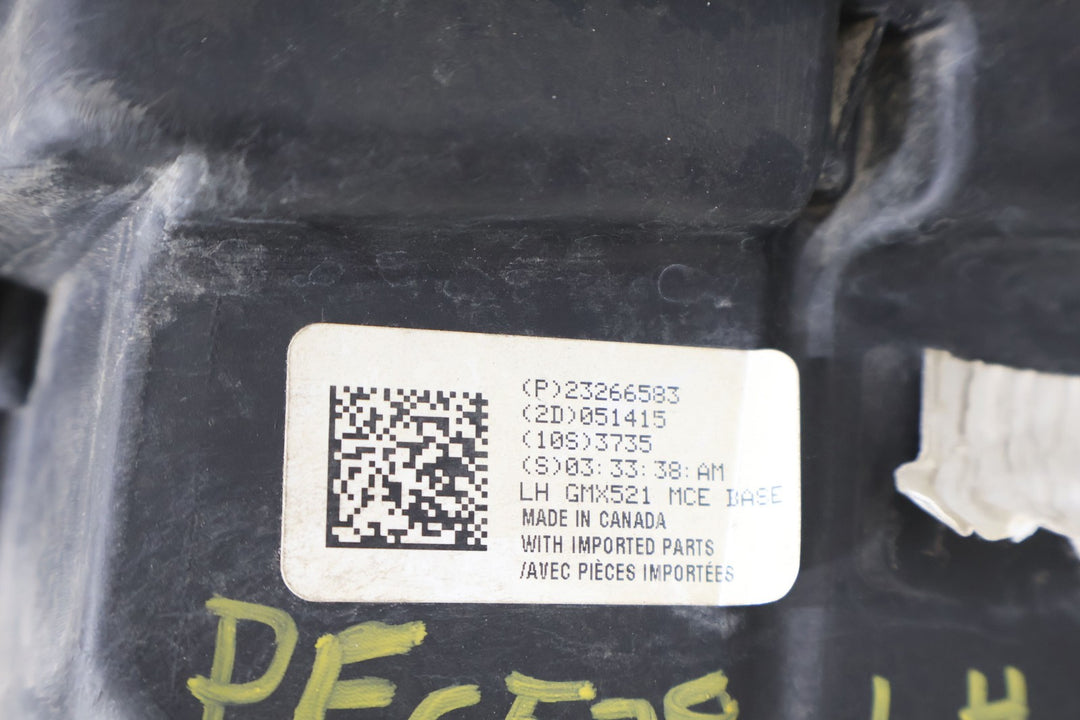 (P)23266583
(2D)051415
(10S)3735
(S)03:33:38:AM
LH GMX521 MCE BASE
MADE IN CANADA
WITH IMPORTED PARTS
/AVEC PIÈCES IMPORTÉES
LH